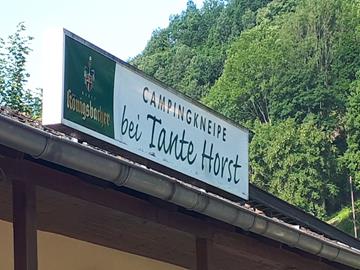 Königsbacher
CAMPINGKNEIPE
bei Tante Horst